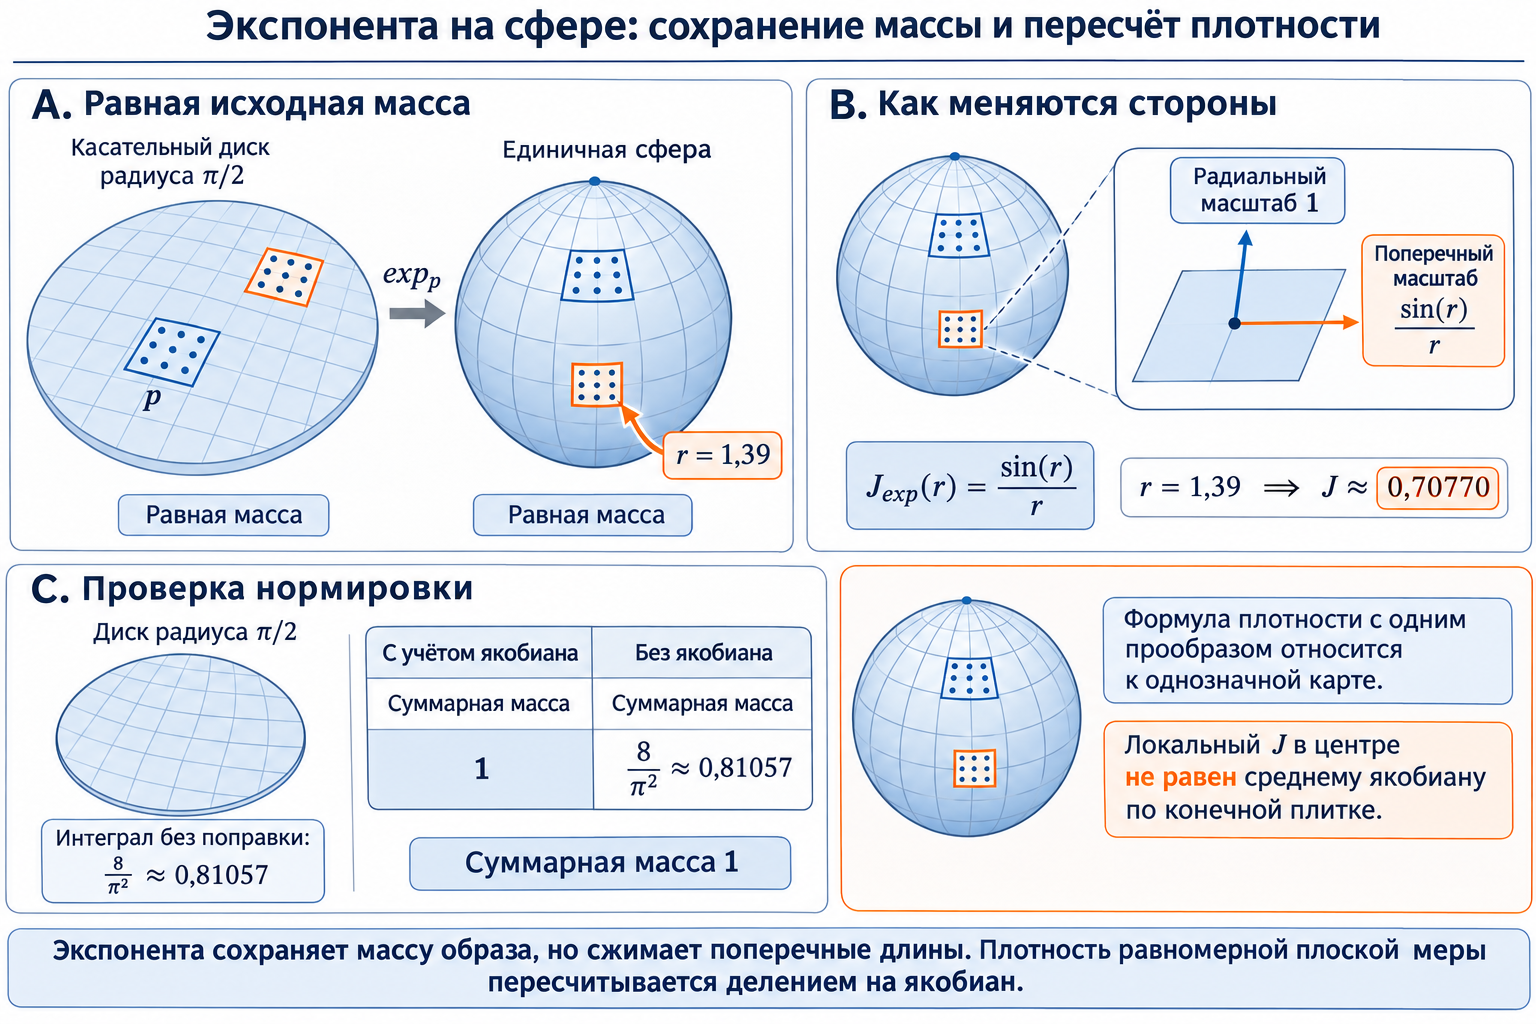 Экспонента на сфере: сохранение массы и пересчёт плотности
A. Равная исходная масса
Касательный диск
радиуса π/2
Единичная сфера
exp_p
p
r = 1,39
Равная масса
Равная масса
B. Как меняются стороны
Радиальный
масштаб 1
Поперечный
масштаб
sin(r)
r
J_exp(r) = sin(r) / r
r = 1,39 ⟹ J ≈ 0,70770
C. Проверка нормировки
Диск радиуса π/2
Интеграл без поправки:
8/π² ≈ 0,81057
С учётом якобиана
Без якобиана
Суммарная масса
Суммарная масса
1
8/π² ≈ 0,81057
Суммарная масса 1
Формула плотности с одним
прообразом относится
к однозначной карте.
Локальный J в центре
не равен среднему якобиану
по конечной плитке.
Экспонента сохраняет массу образа, но сжимает поперечные длины. Плотность равномерной плоской меры
пересчитывается делением на якобиан.